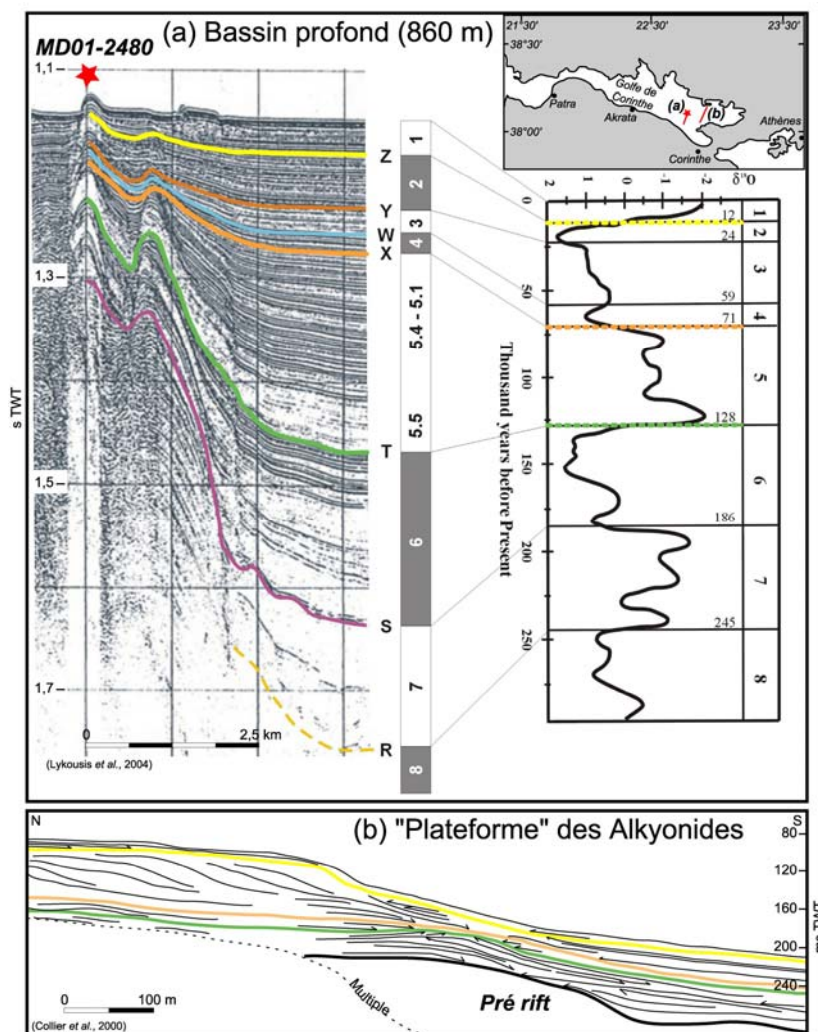 (a) Bassin profond (860 m)
MD01-2480
1,1
1,3
1,5
1,7
s TWT
Z
Y
W
X
T
S
R
1
2
3
4
5.4 - 5.1
5.5
6
7
8
0
2,5 km
(Lykousis et al., 2004)
21°30'
22°30'
23°30'
38°30'
38°00'
Golfe de
Corinthe
Patra
Akrata
(a)
(b)
Athènes
Corinthe
2
1
0
-1
-2
δ¹⁸O
0
50
100
150
200
250
Thousand years before Present
12
24
59
71
128
186
245
1
2
3
4
5
6
7
8
(b) "Plateforme" des Alkyonides
N
S
80
120
160
200
240
ms TWT
Multiple
Pré rift
0
100 m
(Collier et al., 2000)